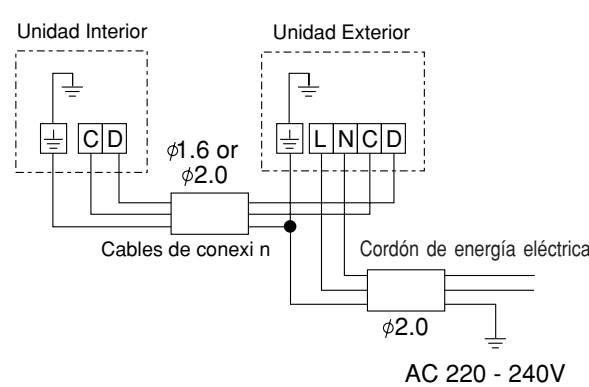 Unidad Interior
Unidad Exterior
C D
L N C D
ϕ1.6 or
ϕ2.0
Cables de conexi n
Cordón de energía eléctrica
ϕ2.0
AC 220 - 240V